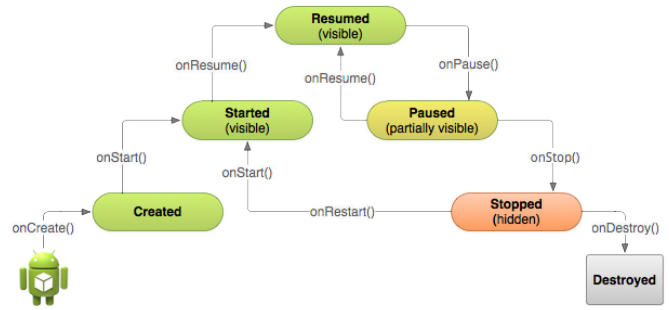 Resumed
(visible)
onResume()
onResume()
onPause()
Started
(visible)
Paused
(partially visible)
onStart()
onStart()
onStop()
Created
onRestart()
Stopped
(hidden)
onCreate()
onDestroy()
Destroyed